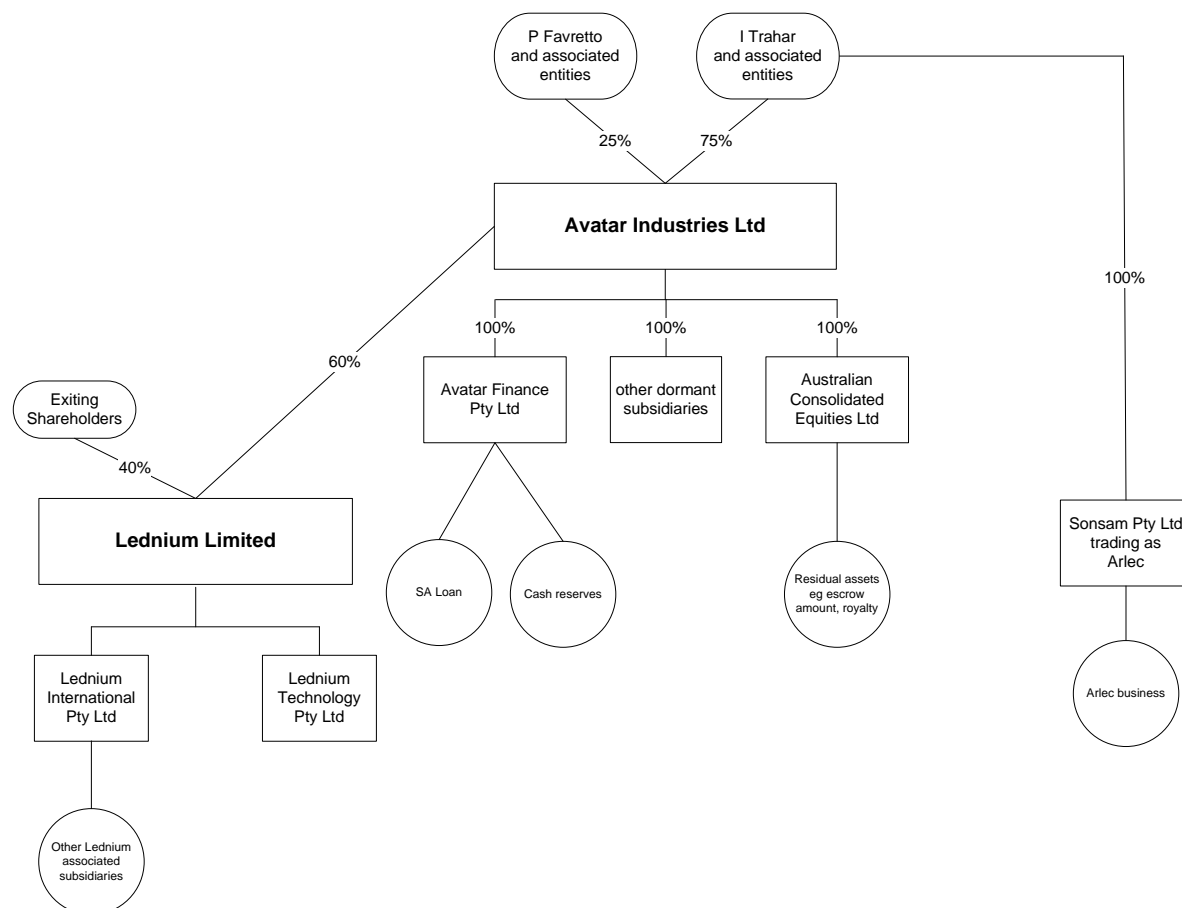 P Favretto
and associated
entities
I Trahar
and associated
entities
25%
75%
Avatar Industries Ltd
100%
60%
100%
100%
100%
Avatar Finance
Pty Ltd
other dormant
subsidiaries
Australian
Consolidated
Equities Ltd
Exiting
Shareholders
40%
Lednium Limited
Sonsam Pty Ltd
trading as
Arlec
SA Loan
Cash reserves
Residual assets
eg escrow
amount, royalty
Lednium
International
Pty Ltd
Lednium
Technology
Pty Ltd
Arlec business
Other Lednium
associated
subsidiaries